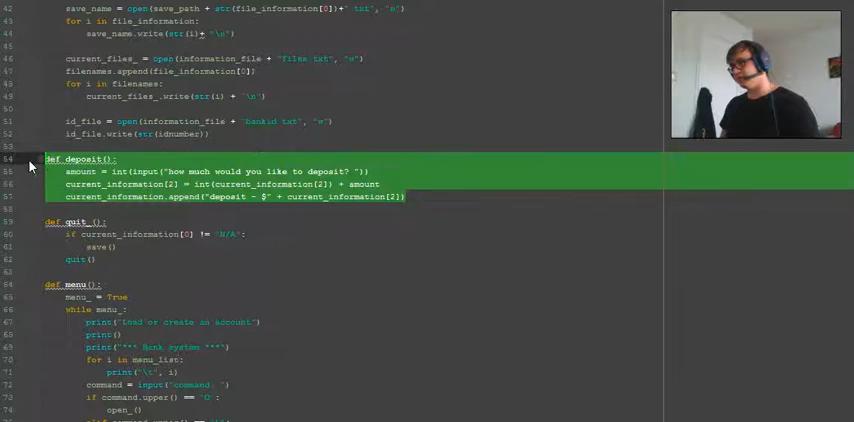 42 save_name = open(save_path + str(file_information[0])+" txt", "w")
43 for i in file_information:
44 save_name.write(str(i)+ "\n")
45
46 current_files_ = open(information_file + "files txt", "w")
47 filenames.append(file_information[0])
48 for i in filenames:
49 current_files_.write(str(i) + "\n")
50
51 id_file = open(information_file + "bankid txt", "w")
52 id_file.write(str(idnumber))
53
54 def deposit():
55 amount = int(input("how much would you like to deposit? "))
56 current_information[2] = int(current_information[2]) + amount
57 current_information.append("deposit - $" + current_information[2])
58
59 def quit_():
60 if current_information[0] != "N/A":
61 save()
62 quit()
63
64 def menu():
65 menu_ = True
66 while menu_:
67 print("Load or create an account")
68 print()
69 print("*** Bank system ***")
70 for i in menu_list:
71 print("\t", i)
72 command = input("command. ")
73 if command.upper() == "O":
74 open_()